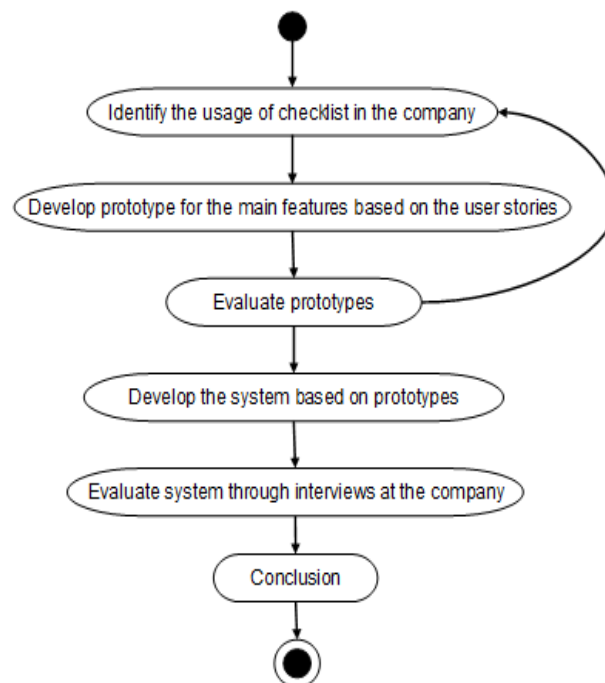 Identify the usage of checklist in the company
Develop prototype for the main features based on the user stories
Evaluate prototypes
Develop the system based on prototypes
Evaluate system through interviews at the company
Conclusion